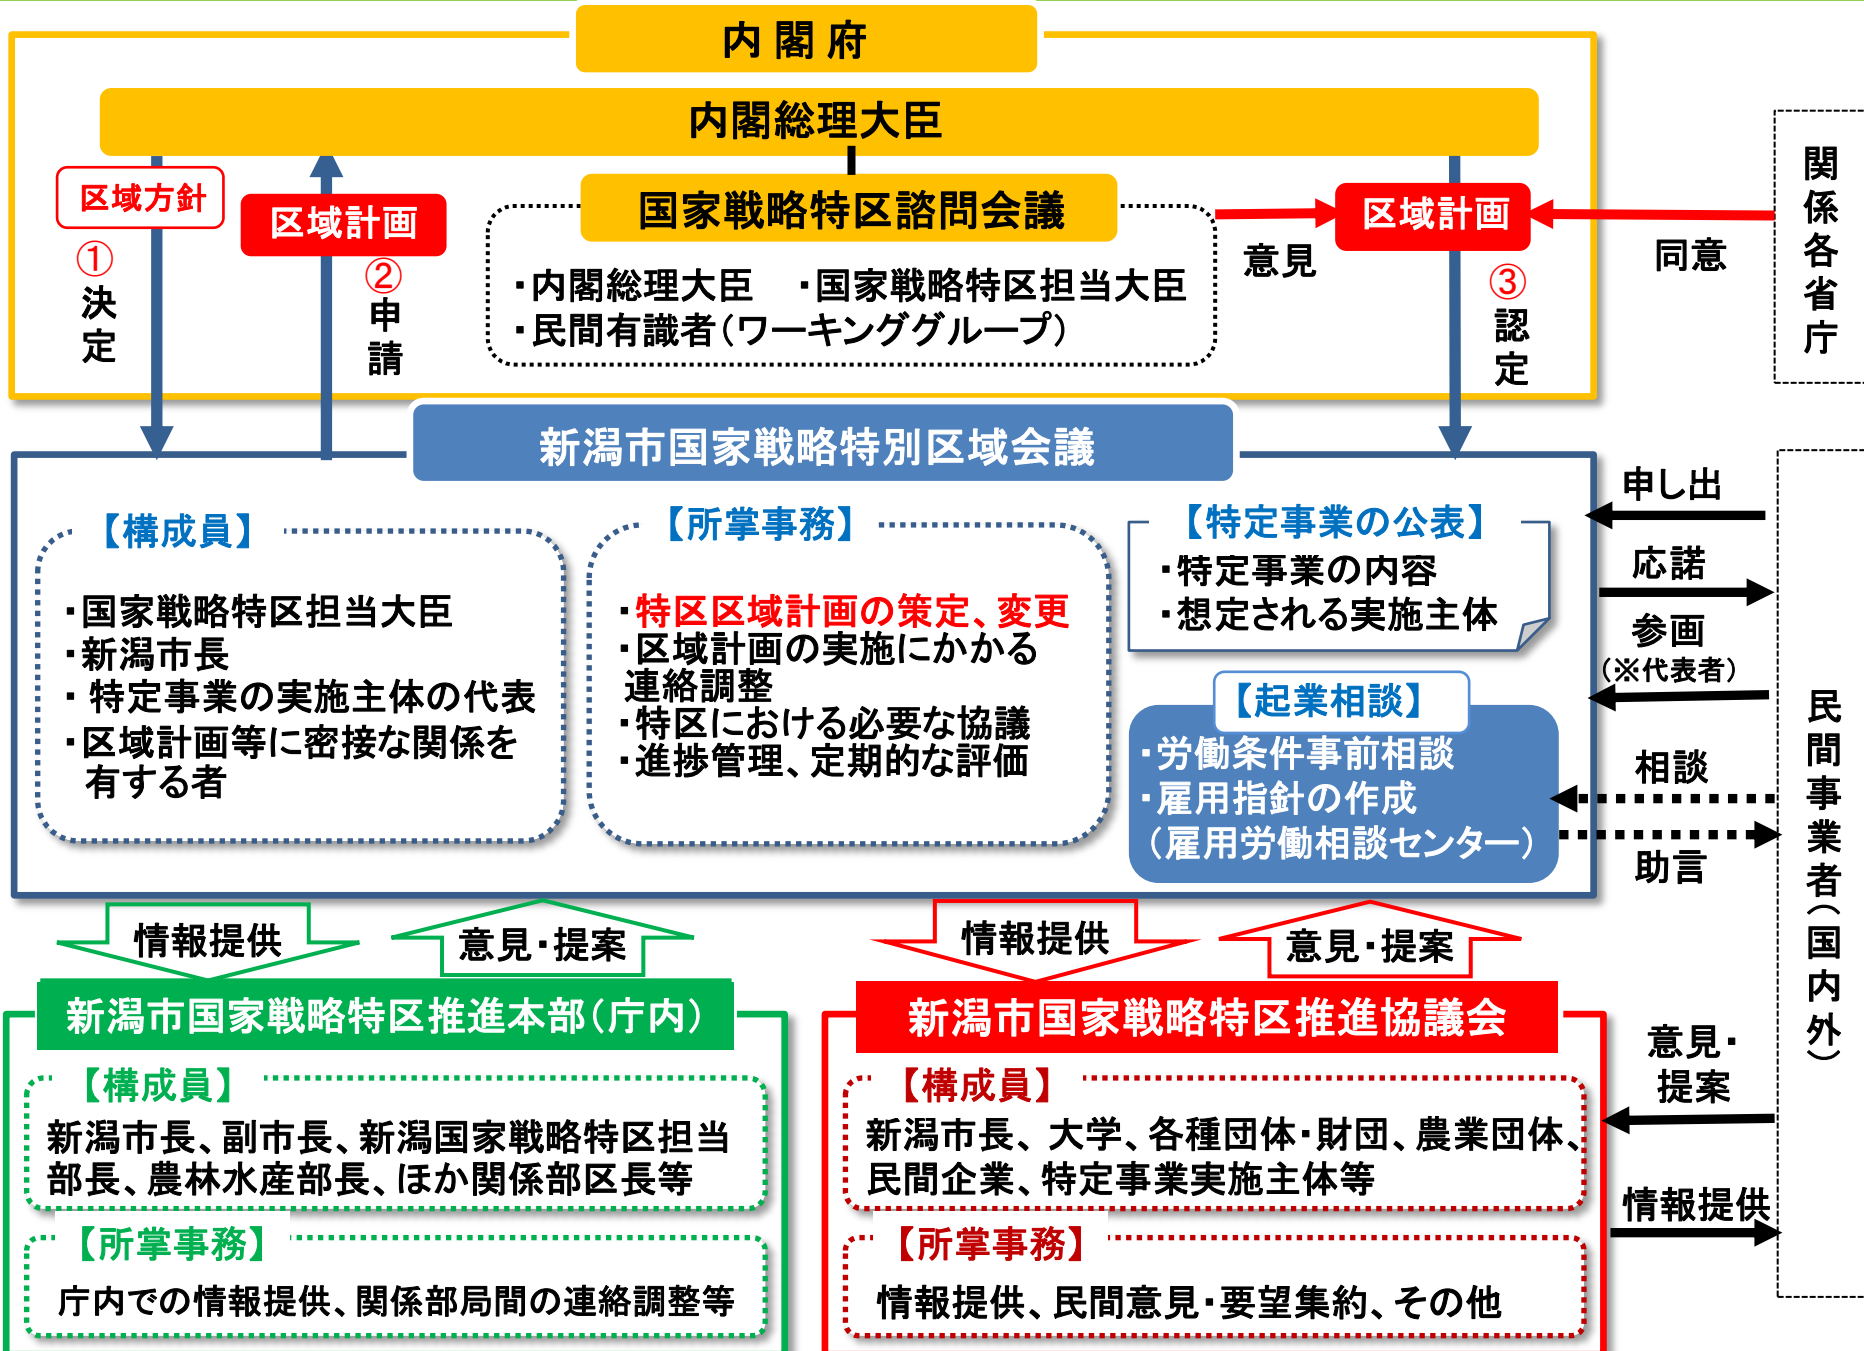 内閣府
内閣総理大臣
区域方針
①
決定
区域計画
②
申請
国家戦略特区諮問会議
・内閣総理大臣　・国家戦略特区担当大臣
・民間有識者（ワーキンググループ）
意見
区域計画
③
認定
同意
関係各省庁
新潟市国家戦略特別区域会議
【構成員】
・国家戦略特区担当大臣
・新潟市長
・特定事業の実施主体の代表
・区域計画等に密接な関係を
有する者
【所掌事務】
・特区区域計画の策定、変更
・区域計画の実施にかかる
連絡調整
・特区における必要な協議
・進捗管理、定期的な評価
【特定事業の公表】
・特定事業の内容
・想定される実施主体
【起業相談】
・労働条件事前相談
・雇用指針の作成
（雇用労働相談センター）
申し出
応諾
参画
（※代表者）
相談
助言
民間事業者（国内外）
情報提供
意見・提案
情報提供
意見・提案
新潟市国家戦略特区推進本部（庁内）
【構成員】
新潟市長、副市長、新潟国家戦略特区担当
部長、農林水産部長、ほか関係部区長等
【所掌事務】
庁内での情報提供、関係部局間の連絡調整等
新潟市国家戦略特区推進協議会
【構成員】
新潟市長、大学、各種団体・財団、農業団体、
民間企業、特定事業実施主体等
【所掌事務】
情報提供、民間意見・要望集約、その他
意見・
提案
情報提供